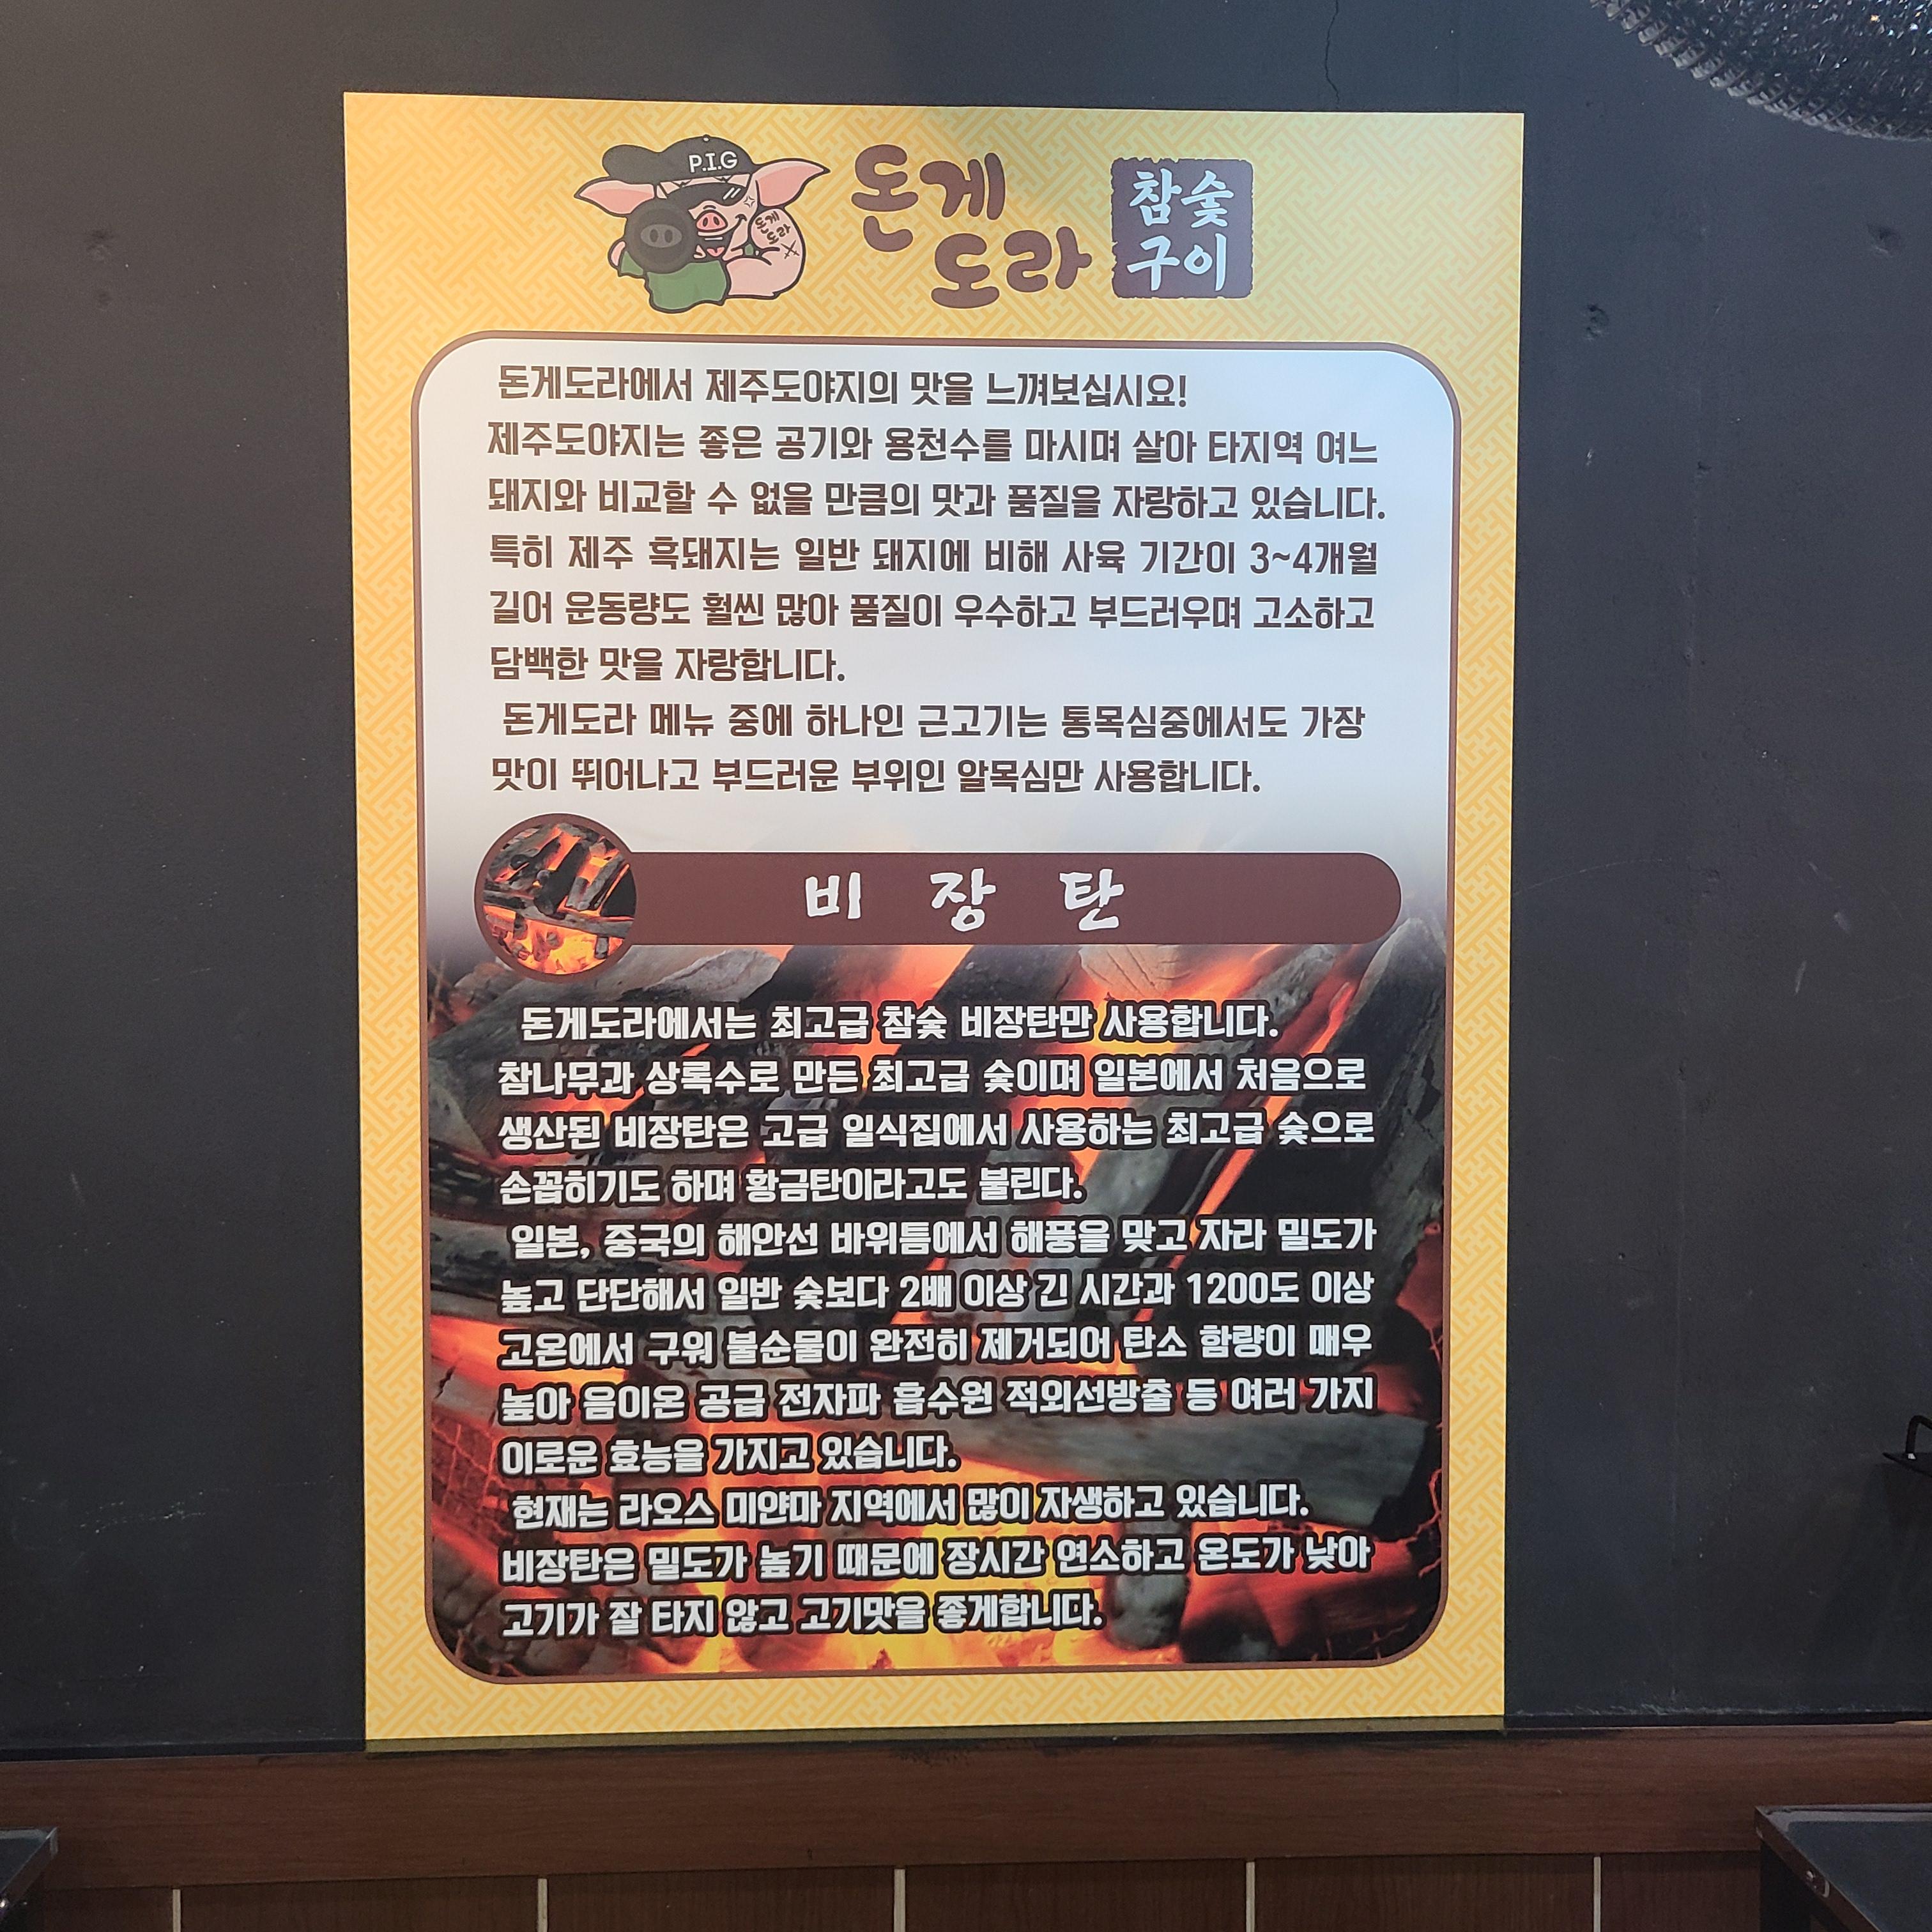 P.I.G
돈게
도라
돈게
도라
참숯
구이
돈게도라에서 제주도야지의 맛을 느껴보십시요!
제주도야지는 좋은 공기와 용천수를 마시며 살아 타지역 여느
돼지와 비교할 수 없을 만큼의 맛과 품질을 자랑하고 있습니다.
특히 제주 흑돼지는 일반 돼지에 비해 사육 기간이 3~4개월
길어 운동량도 훨씬 많아 품질이 우수하고 부드러우며 고소하고
담백한 맛을 자랑합니다.
돈게도라 메뉴 중에 하나인 근고기는 통목심중에서도 가장
맛이 뛰어나고 부드러운 부위인 알목심만 사용합니다.
비 장 탄
돈게도라에서는 최고급 참숯 비장탄만 사용합니다.
참나무과 상록수로 만든 최고급 숯이며 일본에서 처음으로
생산된 비장탄은 고급 일식집에서 사용하는 최고급 숯으로
손꼽히기도 하며 황금탄이라고도 불린다.
일본, 중국의 해안선 바위틈에서 해풍을 맞고 자라 밀도가
높고 단단해서 일반 숯보다 2배 이상 긴 시간과 1200도 이상
고온에서 구워 불순물이 완전히 제거되어 탄소 함량이 매우
높아 음이온 공급 전자파 흡수원 적외선방출 등 여러 가지
이로운 효능을 가지고 있습니다.
현재는 라오스 미얀마 지역에서 많이 자생하고 있습니다.
비장탄은 밀도가 높기 때문에 장시간 연소하고 온도가 낮아
고기가 잘 타지 않고 고기맛을 좋게합니다.